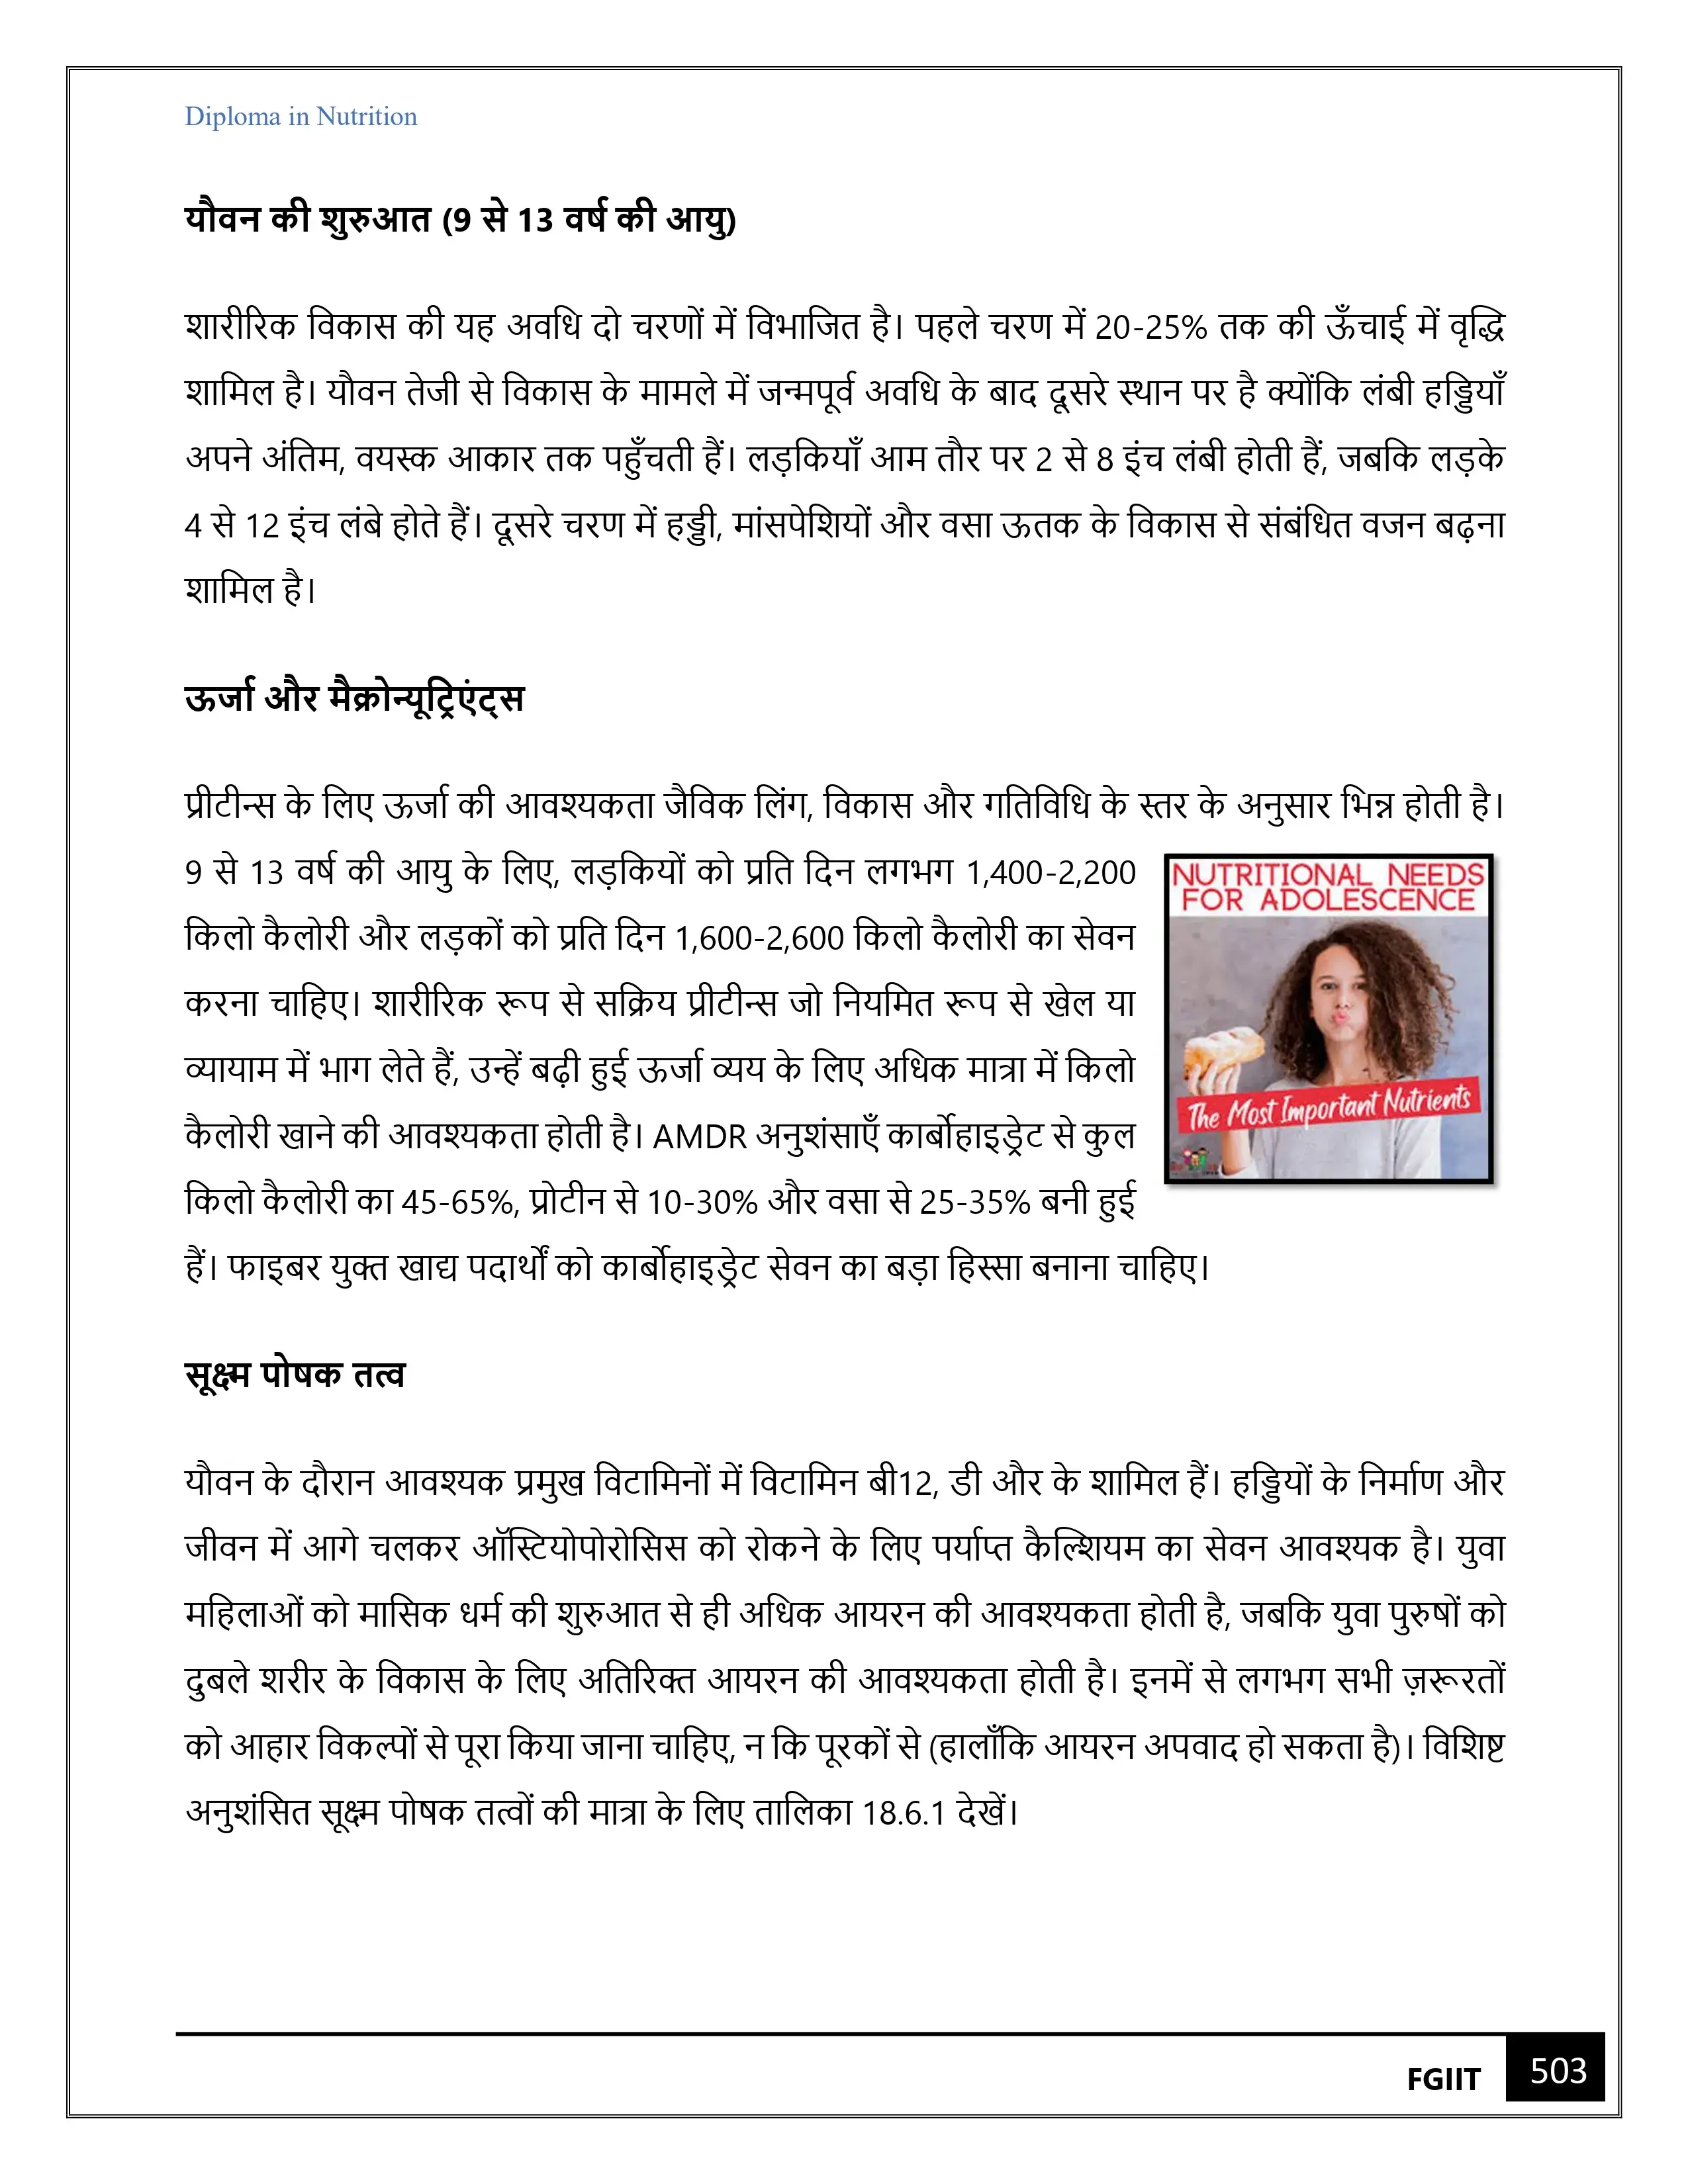 Diploma in Nutrition
यौवन की शुरुआत (9 से 13 वर्ष की आयु)
शारीरिक विकास की यह अवधि दो चरणों में विभाजित है। पहले चरण में 20-25% तक की ऊँचाई में वृद्धि
शामिल है। यौवन तेजी से विकास के मामले में जन्मपूर्व अवधि के बाद दूसरे स्थान पर है क्योंकि लंबी हड्डियाँ
अपने अंतिम, वयस्क आकार तक पहुँचती हैं। लड़कियाँ आम तौर पर 2 से 8 इंच लंबी होती हैं, जबकि लड़के
4 से 12 इंच लंबे होते हैं। दूसरे चरण में हड्डी, मांसपेशियों और वसा ऊतक के विकास से संबंधित वजन बढ़ना
शामिल है।
ऊर्जा और मैक्रोन्यूट्रिएंट्स
प्रीटीन्स के लिए ऊर्जा की आवश्यकता जैविक लिंग, विकास और गतिविधि के स्तर के अनुसार भिन्न होती है।
9 से 13 वर्ष की आयु के लिए, लड़कियों को प्रति दिन लगभग 1,400-2,200
किलो कैलोरी और लड़कों को प्रति दिन 1,600-2,600 किलो कैलोरी का सेवन
करना चाहिए। शारीरिक रूप से सक्रिय प्रीटीन्स जो नियमित रूप से खेल या
व्यायाम में भाग लेते हैं, उन्हें बढ़ी हुई ऊर्जा व्यय के लिए अधिक मात्रा में किलो
कैलोरी खाने की आवश्यकता होती है। AMDR अनुशंसाएँ कार्बोहाइड्रेट से कुल
किलो कैलोरी का 45-65%, प्रोटीन से 10-30% और वसा से 25-35% बनी हुई
हैं। फाइबर युक्त खाद्य पदार्थों को कार्बोहाइड्रेट सेवन का बड़ा हिस्सा बनाना चाहिए।
NUTRITIONAL NEEDS
FOR ADOLESCENCE
The Most Important Nutrients
सूक्ष्म पोषक तत्व
यौवन के दौरान आवश्यक प्रमुख विटामिनों में विटामिन बी12, डी और के शामिल हैं। हड्डियों के निर्माण और
जीवन में आगे चलकर ऑस्टियोपोरोसिस को रोकने के लिए पर्याप्त कैल्शियम का सेवन आवश्यक है। युवा
महिलाओं को मासिक धर्म की शुरुआत से ही अधिक आयरन की आवश्यकता होती है, जबकि युवा पुरुषों को
दुबले शरीर के विकास के लिए अतिरिक्त आयरन की आवश्यकता होती है। इनमें से लगभग सभी ज़रूरतों
को आहार विकल्पों से पूरा किया जाना चाहिए, न कि पूरकों से (हालाँकि आयरन अपवाद हो सकता है)। विशिष्ट
अनुशंसित सूक्ष्म पोषक तत्वों की मात्रा के लिए तालिका 18.6.1 देखें।
FGIIT 503